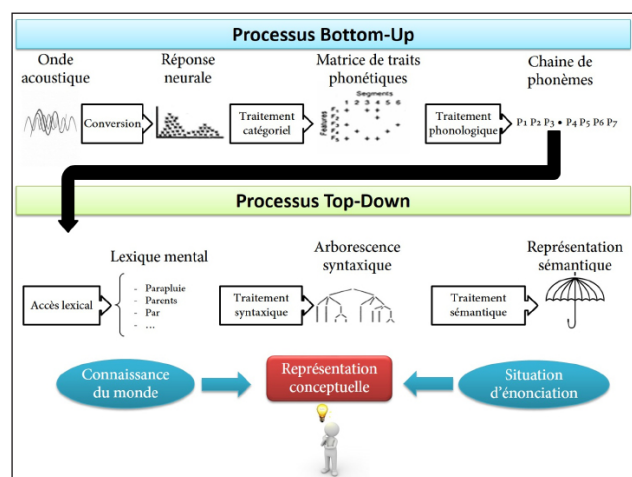 Processus Bottom-Up
Onde
acoustique
Réponse
neurale
Matrice de traits
phonétiques
Chaine de
phonèmes
Conversion
Traitement
catégoriel
Segments
1 2 3 4 5 6
Features
Traitement
phonologique
P1 P2 P3 • P4 P5 P6 P7
Processus Top-Down
Lexique mental
Arborescence
syntaxique
Représentation
sémantique
Accès lexical
- Parapluie
- Parents
- Par
- ...
Traitement
syntaxique
Traitement
sémantique
Connaissance
du monde
Représentation
conceptuelle
Situation
d'énonciation